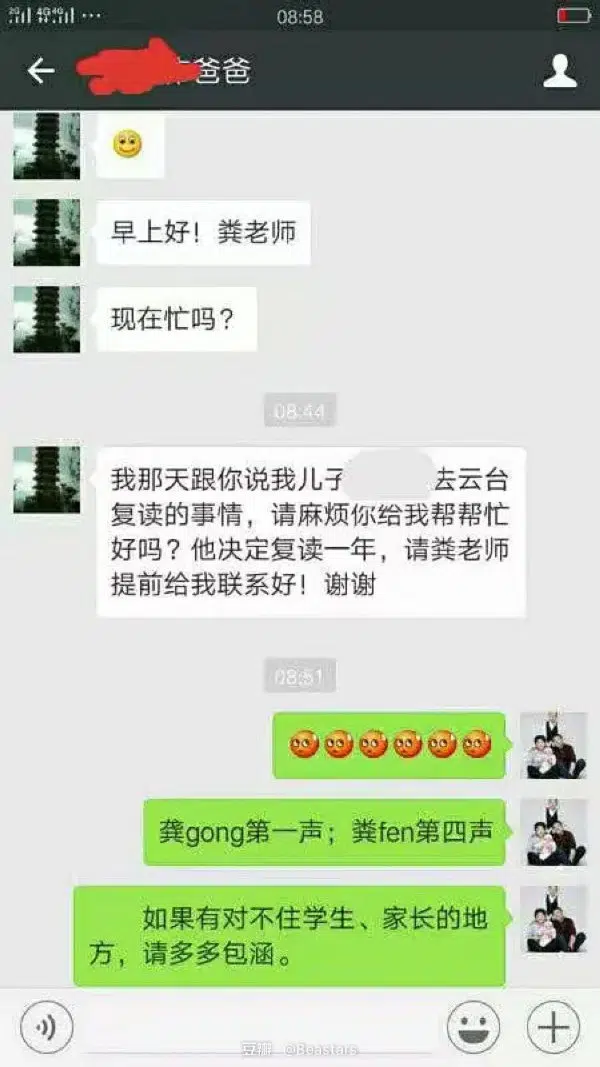 2G 4G 4G
08:58
爸爸
早上好！粪老师
现在忙吗？
08:44
我那天跟你说我儿子 去云台
复读的事情，请麻烦你给我帮帮忙
好吗？他决定复读一年，请粪老师
提前给我联系好！谢谢
08:51
龚gong第一声；粪fen第四声
如果有对不住学生、家长的地
方，请多多包涵。
豆瓣 @Beastars